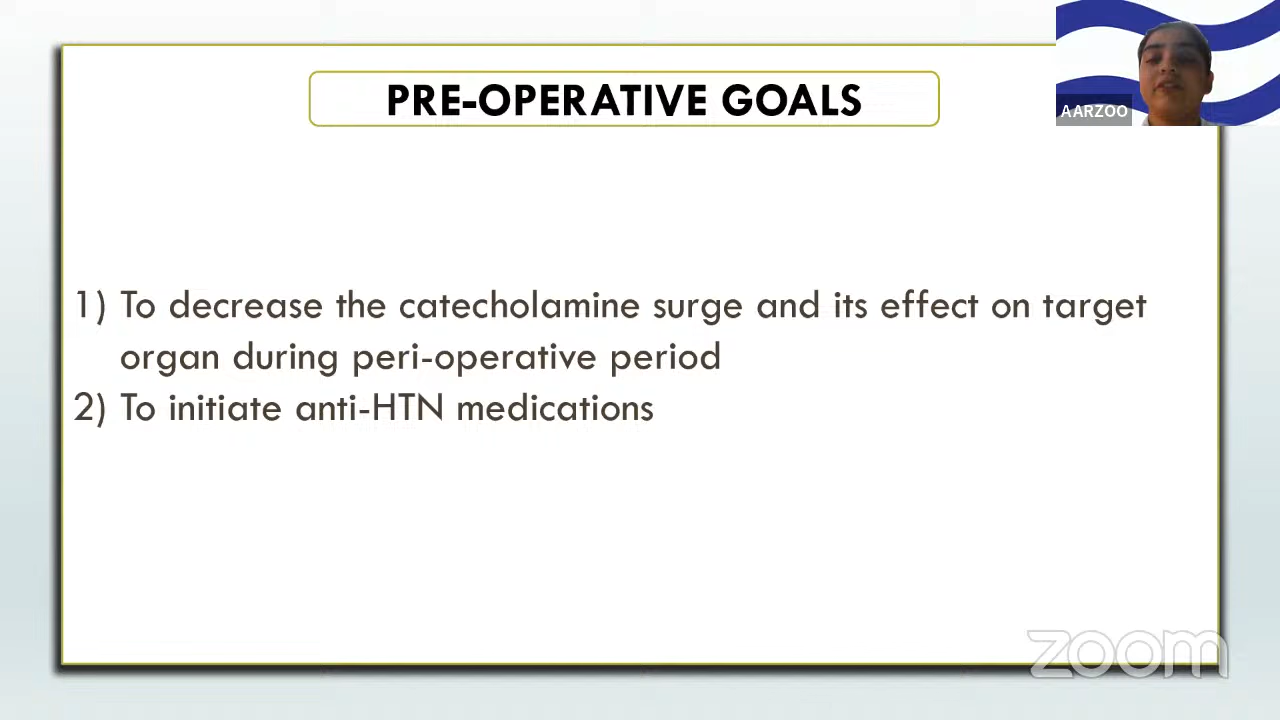 PRE-OPERATIVE GOALS
AARZOO
1) To decrease the catecholamine surge and its effect on target
organ during peri-operative period
2) To initiate anti-HTN medications
zoom